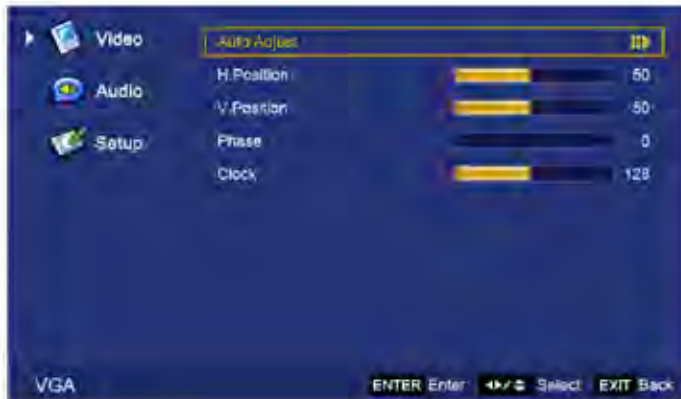 Video
Audio
Setup
Auto Adjust
H.Position 50
V.Position 50
Phase 0
Clock 128
VGA
ENTER Enter Select EXIT Back